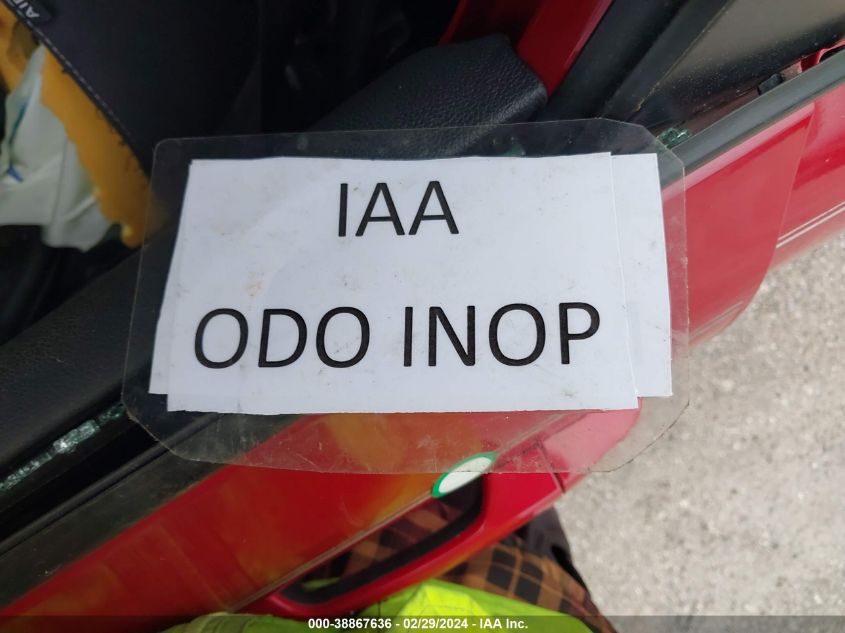 IAA
ODO INOP
000-38867636 - 02/29/2024 - IAA Inc.